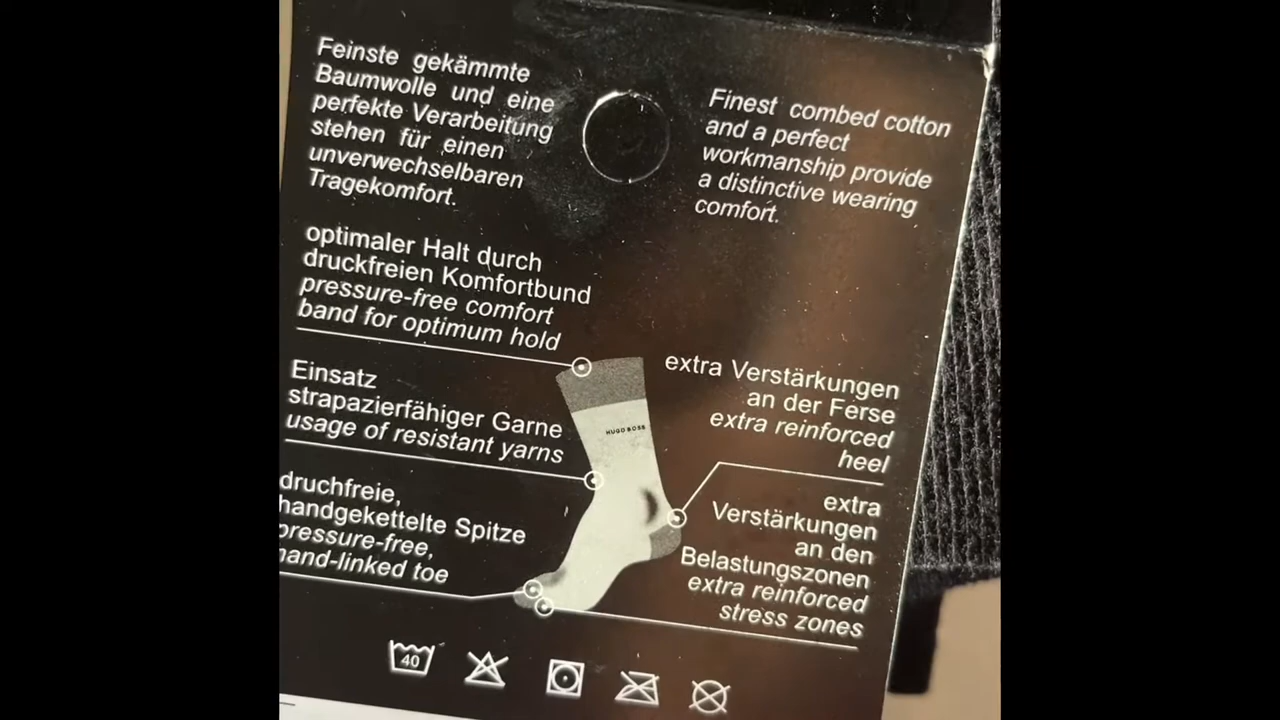 Feinste gekämmte
Baumwolle und eine
perfekte Verarbeitung
stehen für einen
unverwechselbaren
Tragekomfort.
Finest combed cotton
and a perfect
workmanship provide
a distinctive wearing
comfort.
optimaler Halt durch
druckfreien Komfortbund
pressure-free comfort
band for optimum hold
Einsatz
strapazierfähiger Garne
usage of resistant yarns
druchfreie,
handgekettelte Spitze
pressure-free,
hand-linked toe
HUGO BOSS
extra Verstärkungen
an der Ferse
extra reinforced
heel
extra
Verstärkungen
an den
Belastungszonen
extra reinforced
stress zones
40